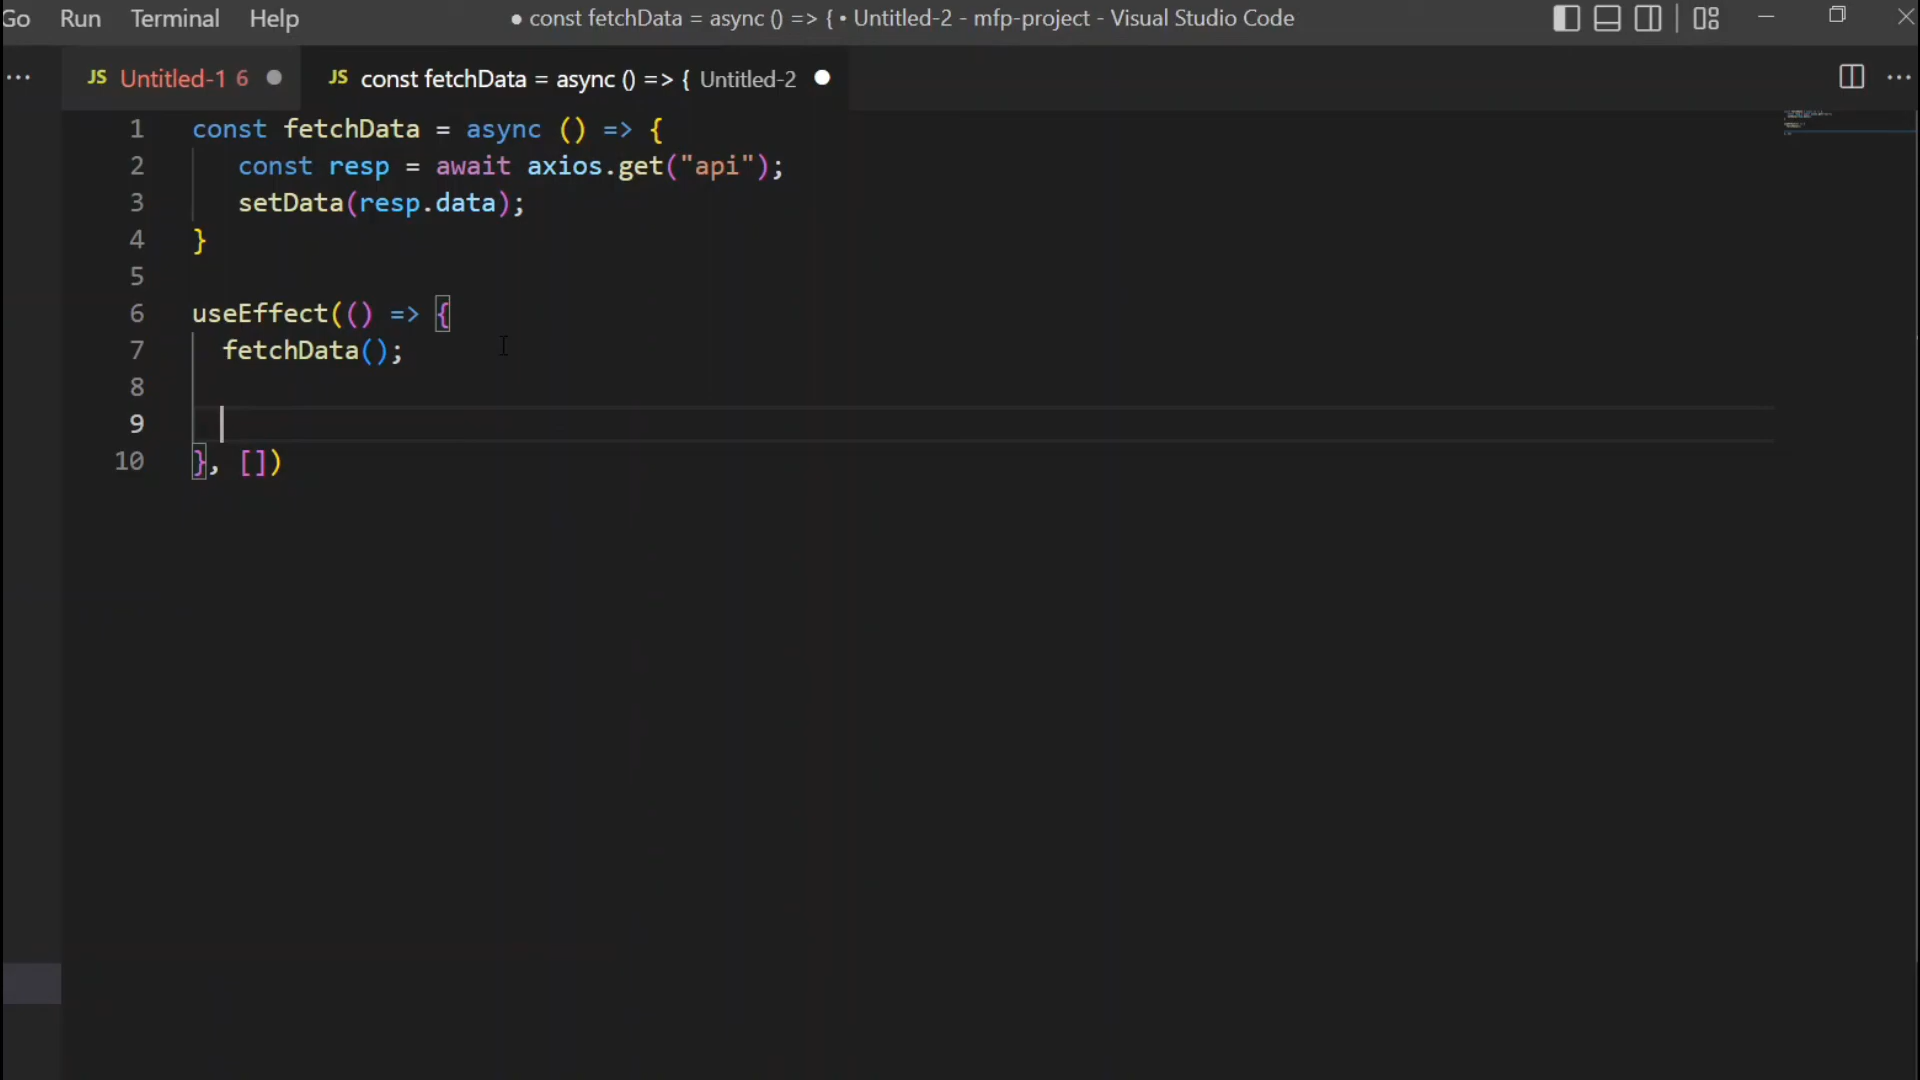 Go Run Terminal Help ● const fetchData = async () => { • Untitled-2 - mfp-project - Visual Studio Code
··· JS Untitled-1 6 ● JS const fetchData = async () => { Untitled-2 ● ···
1 const fetchData = async () => {
2 const resp = await axios.get("api");
3 setData(resp.data);
4 }
5
6 useEffect(() => {
7 fetchData();
8
9
10 }, [])